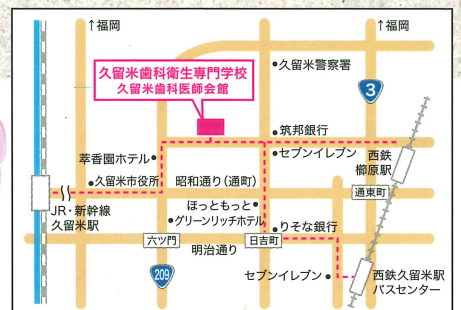 ↑福岡
↑福岡
久留米歯科衛生専門学校
久留米歯科医師会館
久留米警察署
3
筑邦銀行
セブンイレブン
西鉄
櫛原駅
萃香園ホテル
久留米市役所
昭和通り(通町)
通東町
JR・新幹線
久留米駅
ほっともっと
グリーンリッチホテル
りそな銀行
六ツ門
日吉町
明治通り
209
セブンイレブン
西鉄久留米駅
バスセンター